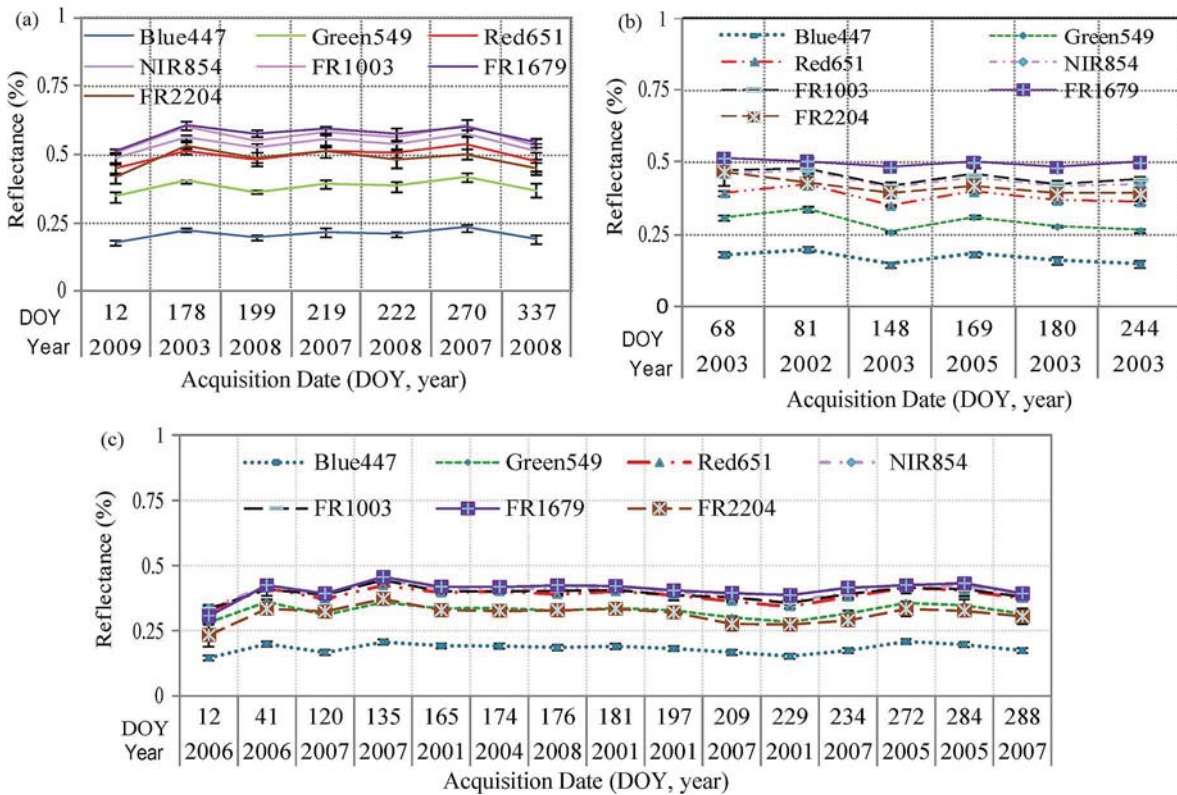 (a)
1
0.75
0.5
0.25
0
Reflectance (%)
Blue447 Green549 Red651
NIR854 FR1003 FR1679
FR2204
DOY 12 178 199 219 222 270 337
Year 2009 2003 2008 2007 2008 2007 2008
Acquisition Date (DOY, year)
(b)
1
0.75
0.5
0.25
0
Reflectance (%)
Blue447 Green549
Red651 NIR854
FR1003 FR1679
FR2204
DOY 68 81 148 169 180 244
Year 2003 2002 2003 2005 2003 2003
Acquisition Date (DOY, year)
(c)
1
0.75
0.5
0.25
0
Reflectance (%)
Blue447 Green549 Red651 NIR854
FR1003 FR1679 FR2204
DOY 12 41 120 135 165 174 176 181 197 209 229 234 272 284 288
Year 2006 2006 2007 2007 2001 2004 2008 2001 2001 2007 2001 2007 2005 2005 2007
Acquisition Date (DOY, year)